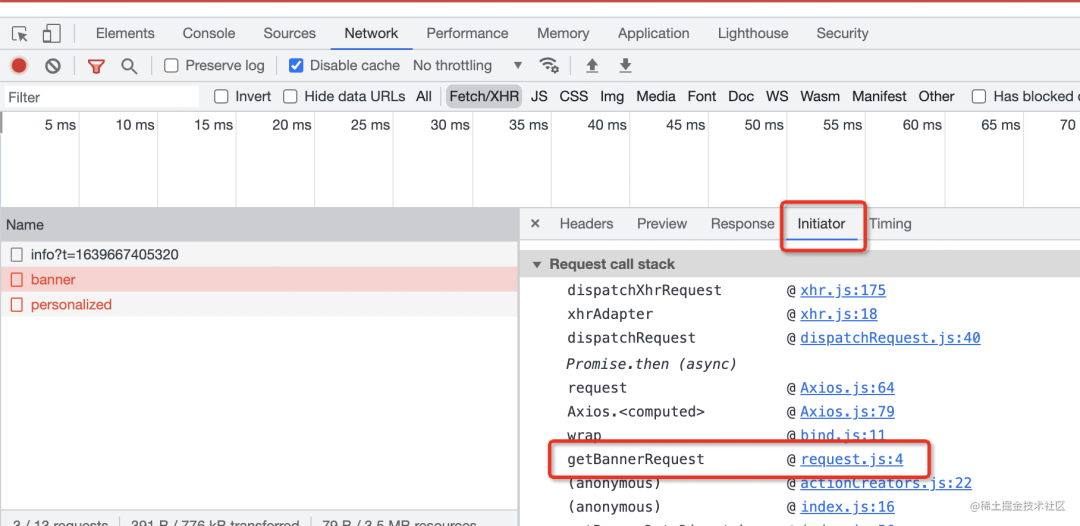 Elements Console Sources Network Performance Memory Application Lighthouse Security
Preserve log Disable cache No throttling
Filter Invert Hide data URLs All Fetch/XHR JS CSS Img Media Font Doc WS Wasm Manifest Other Has blocked
5 ms 10 ms 15 ms 20 ms 25 ms 30 ms 35 ms 40 ms 45 ms 50 ms 55 ms 60 ms 65 ms 70
Name × Headers Preview Response Initiator Timing
info?t=1639667405320
banner
personalized
Request call stack
dispatchXhrRequest @ xhr.js:175
xhrAdapter @ xhr.js:18
dispatchRequest @ dispatchRequest.js:40
Promise.then (async)
request @ Axios.js:64
Axios.<computed> @ Axios.js:79
wrap @ bind.js:11
getBannerRequest @ request.js:4
(anonymous) @ actionCreators.js:22
(anonymous) @ index.js:16
3 / 13 requests 391 B / 776 kB transferred 79 B / 3.5 MB resources
@稀土掘金技术社区